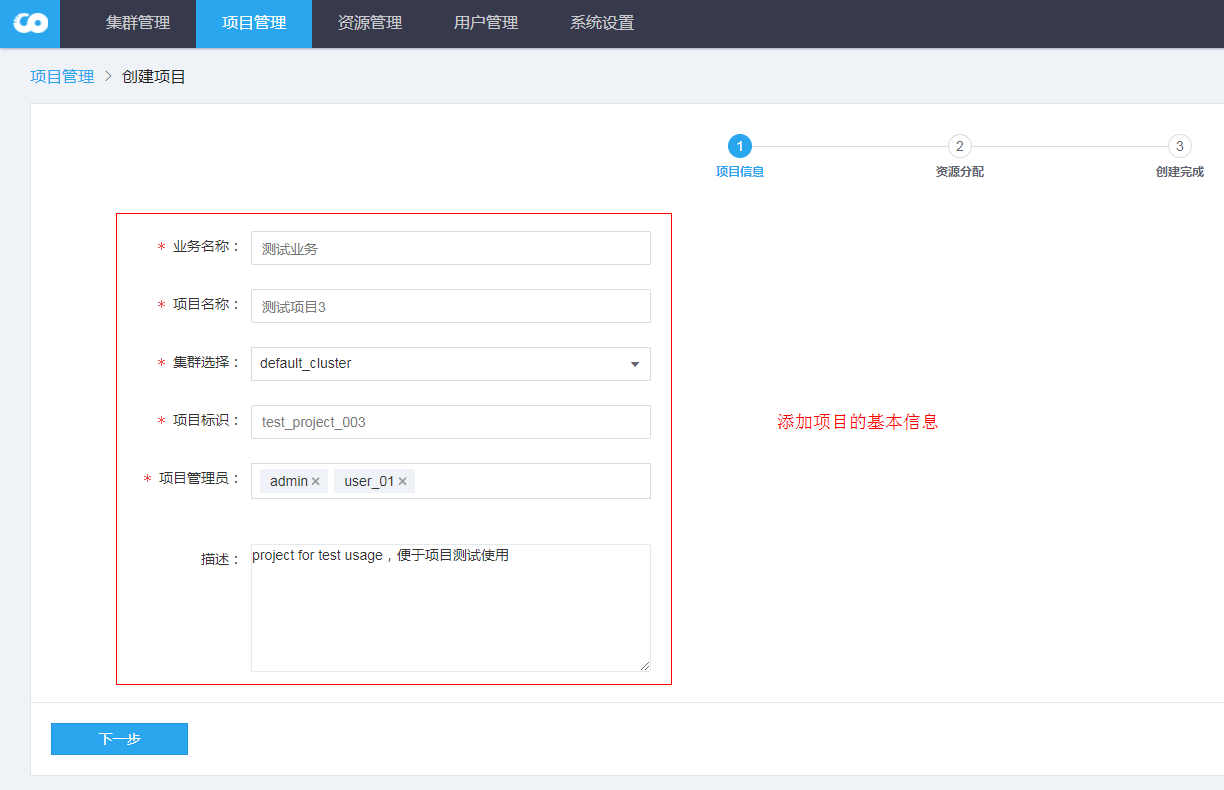 集群管理 项目管理 资源管理 用户管理 系统设置
项目管理 > 创建项目
1 2 3
项目信息 资源分配 创建完成
* 业务名称： 测试业务
* 项目名称： 测试项目3
* 集群选择： default_cluster
* 项目标识： test_project_003
添加项目的基本信息
* 项目管理员： admin× user_01×
描述： project for test usage，便于项目测试使用
下一步